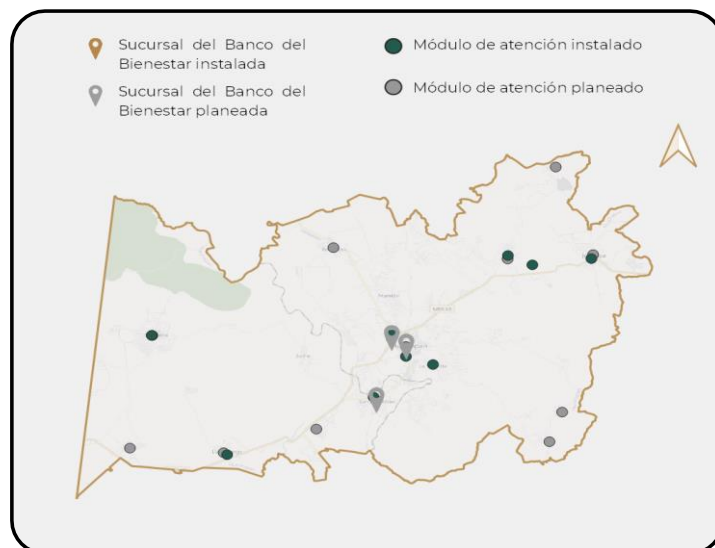 Sucursal del Banco del
Bienestar instalada
Sucursal del Banco del
Bienestar planeada
Módulo de atención instalado
Módulo de atención planeado